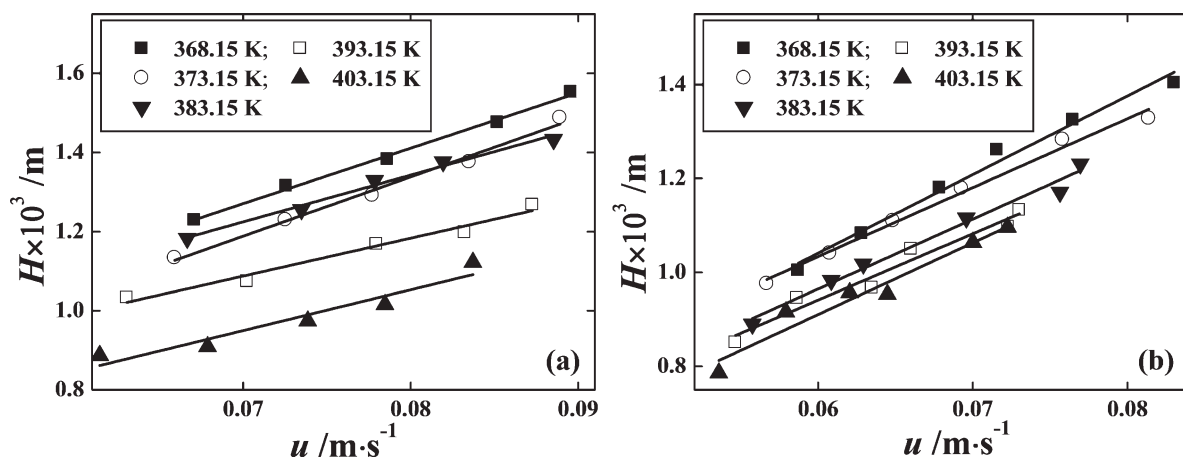 368.15 K; 393.15 K
373.15 K; 403.15 K
383.15 K
H×10³ /m
1.6
1.4
1.2
1.0
0.8
0.07 0.08 0.09
u /m·s⁻¹
(a)
368.15 K; 393.15 K
373.15 K; 403.15 K
383.15 K
H×10³ /m
1.4
1.2
1.0
0.8
0.06 0.07 0.08
u /m·s⁻¹
(b)